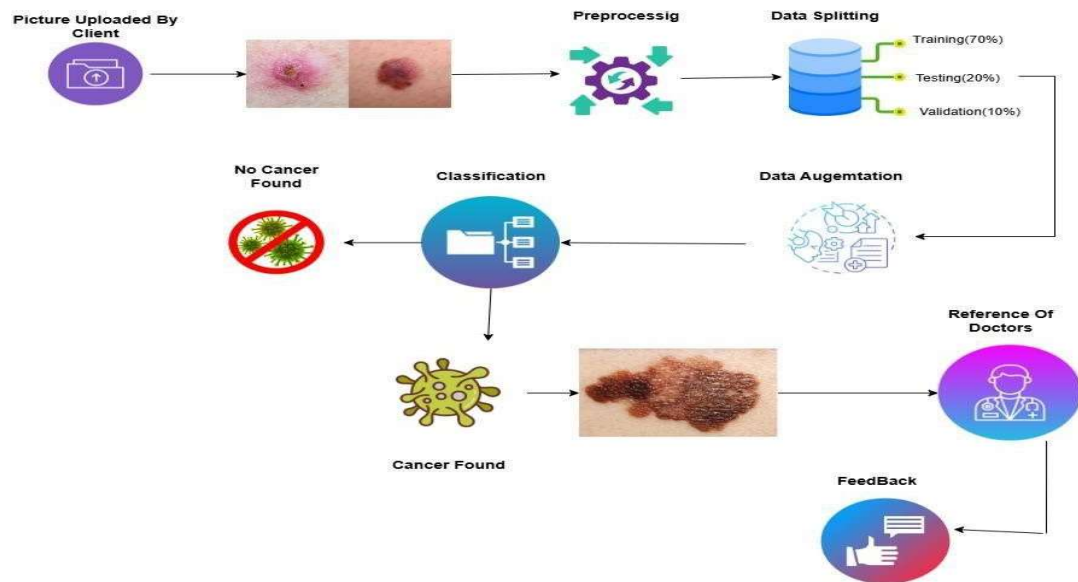 Picture Uploaded By
Client
Preprocessig
Data Splitting
Training(70%)
Testing(20%)
Validation(10%)
No Cancer
Found
Classification
Data Augemtation
Reference Of
Doctors
Cancer Found
FeedBack